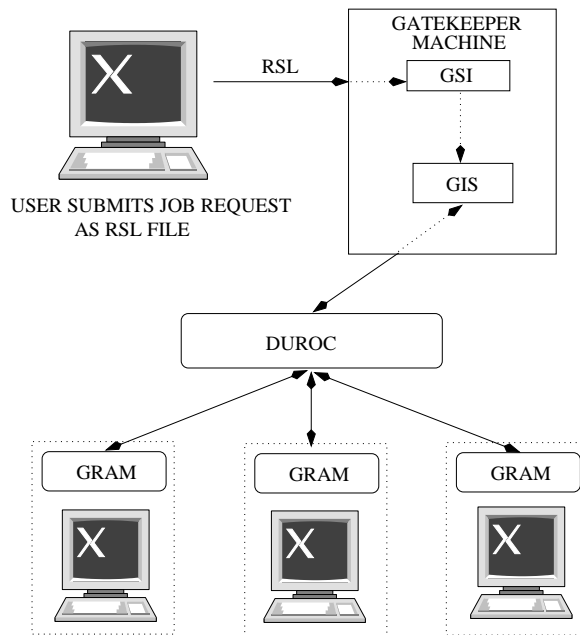 GATEKEEPER
MACHINE
RSL
GSI
GIS
USER SUBMITS JOB REQUEST
AS RSL FILE
DUROC
GRAM
GRAM
GRAM
X
X
X
X